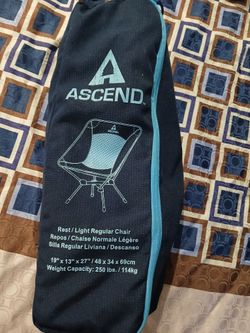 ASCEND™
Rest / Light Regular Chair
Repos / Chaise Normale Légère
Silla Regular Liviana / Descanso
19" x 13" x 27" / 48 x 34 x 69cm
Weight Capacity: 250 lbs. / 114kg